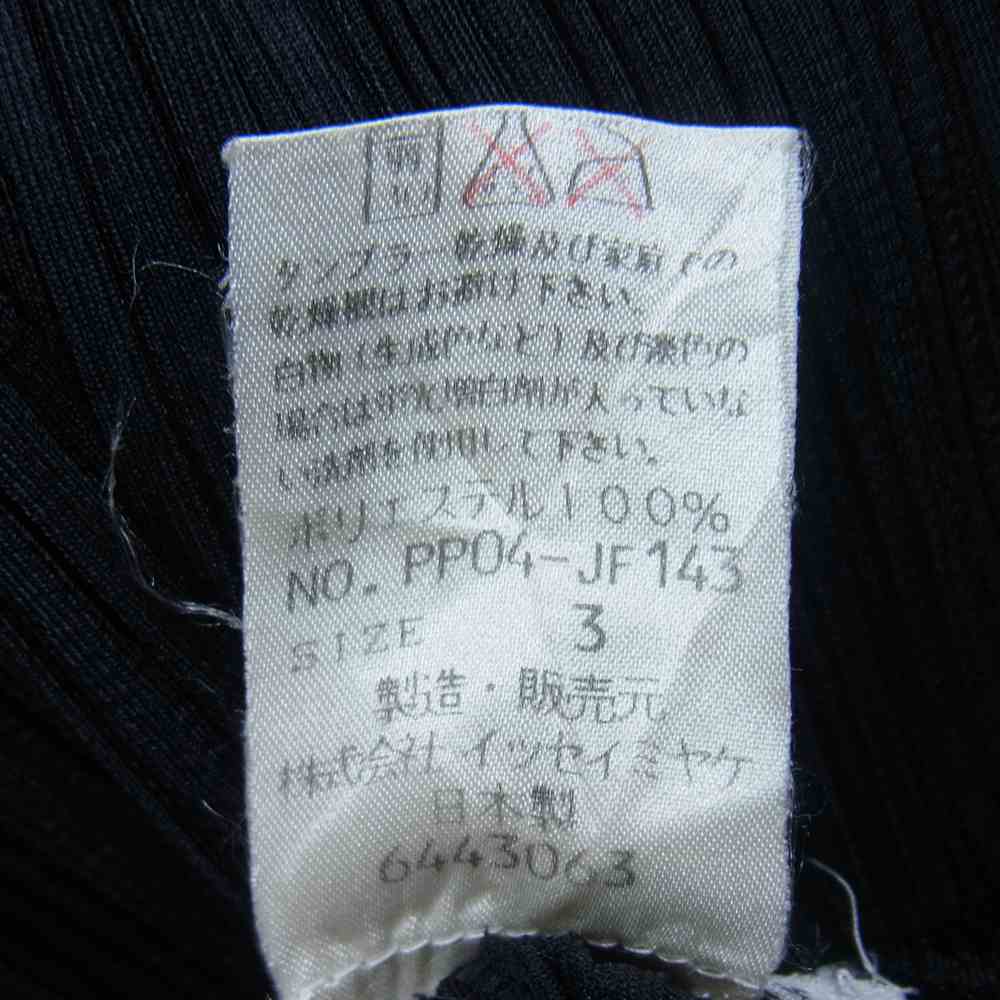 タンブラー乾燥及び家庭での
乾燥機はお避け下さい。
白物（生成色など）及び淡色の
場合は蛍光増白剤が入っていな
い洗剤を使用して下さい。
ポリエステル100%
NO. PP04-JF143
SIZE 3
製造・販売元
株式会社イッセイミヤケ
日本製
6443063